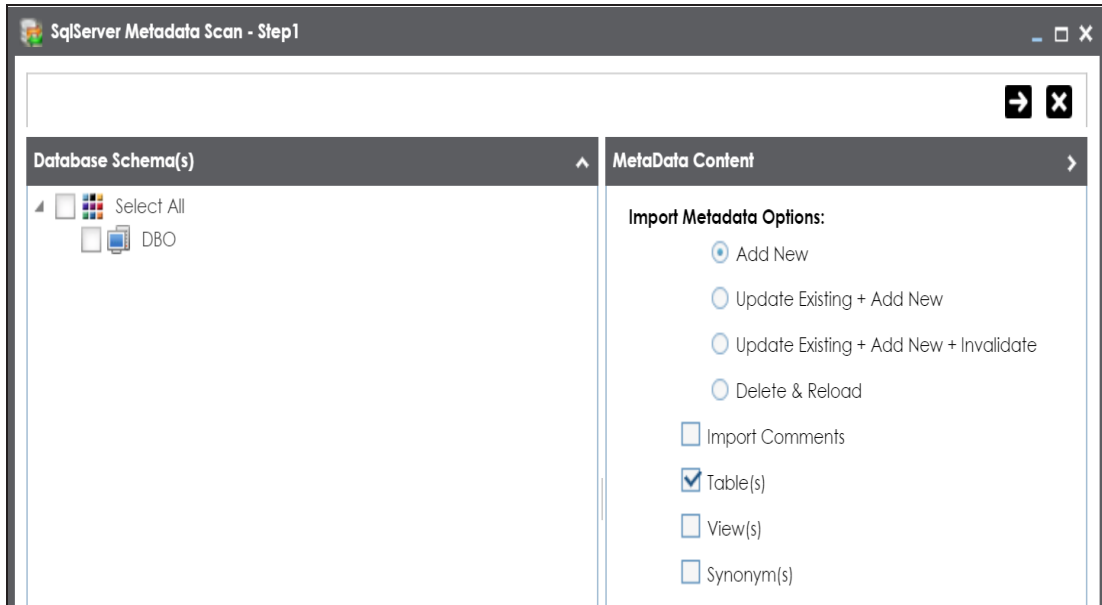 SqlServer Metadata Scan - Step1
Database Schema(s)
Select All
DBO
MetaData Content
Import Metadata Options:
Add New
Update Existing + Add New
Update Existing + Add New + Invalidate
Delete & Reload
Import Comments
Table(s)
View(s)
Synonym(s)